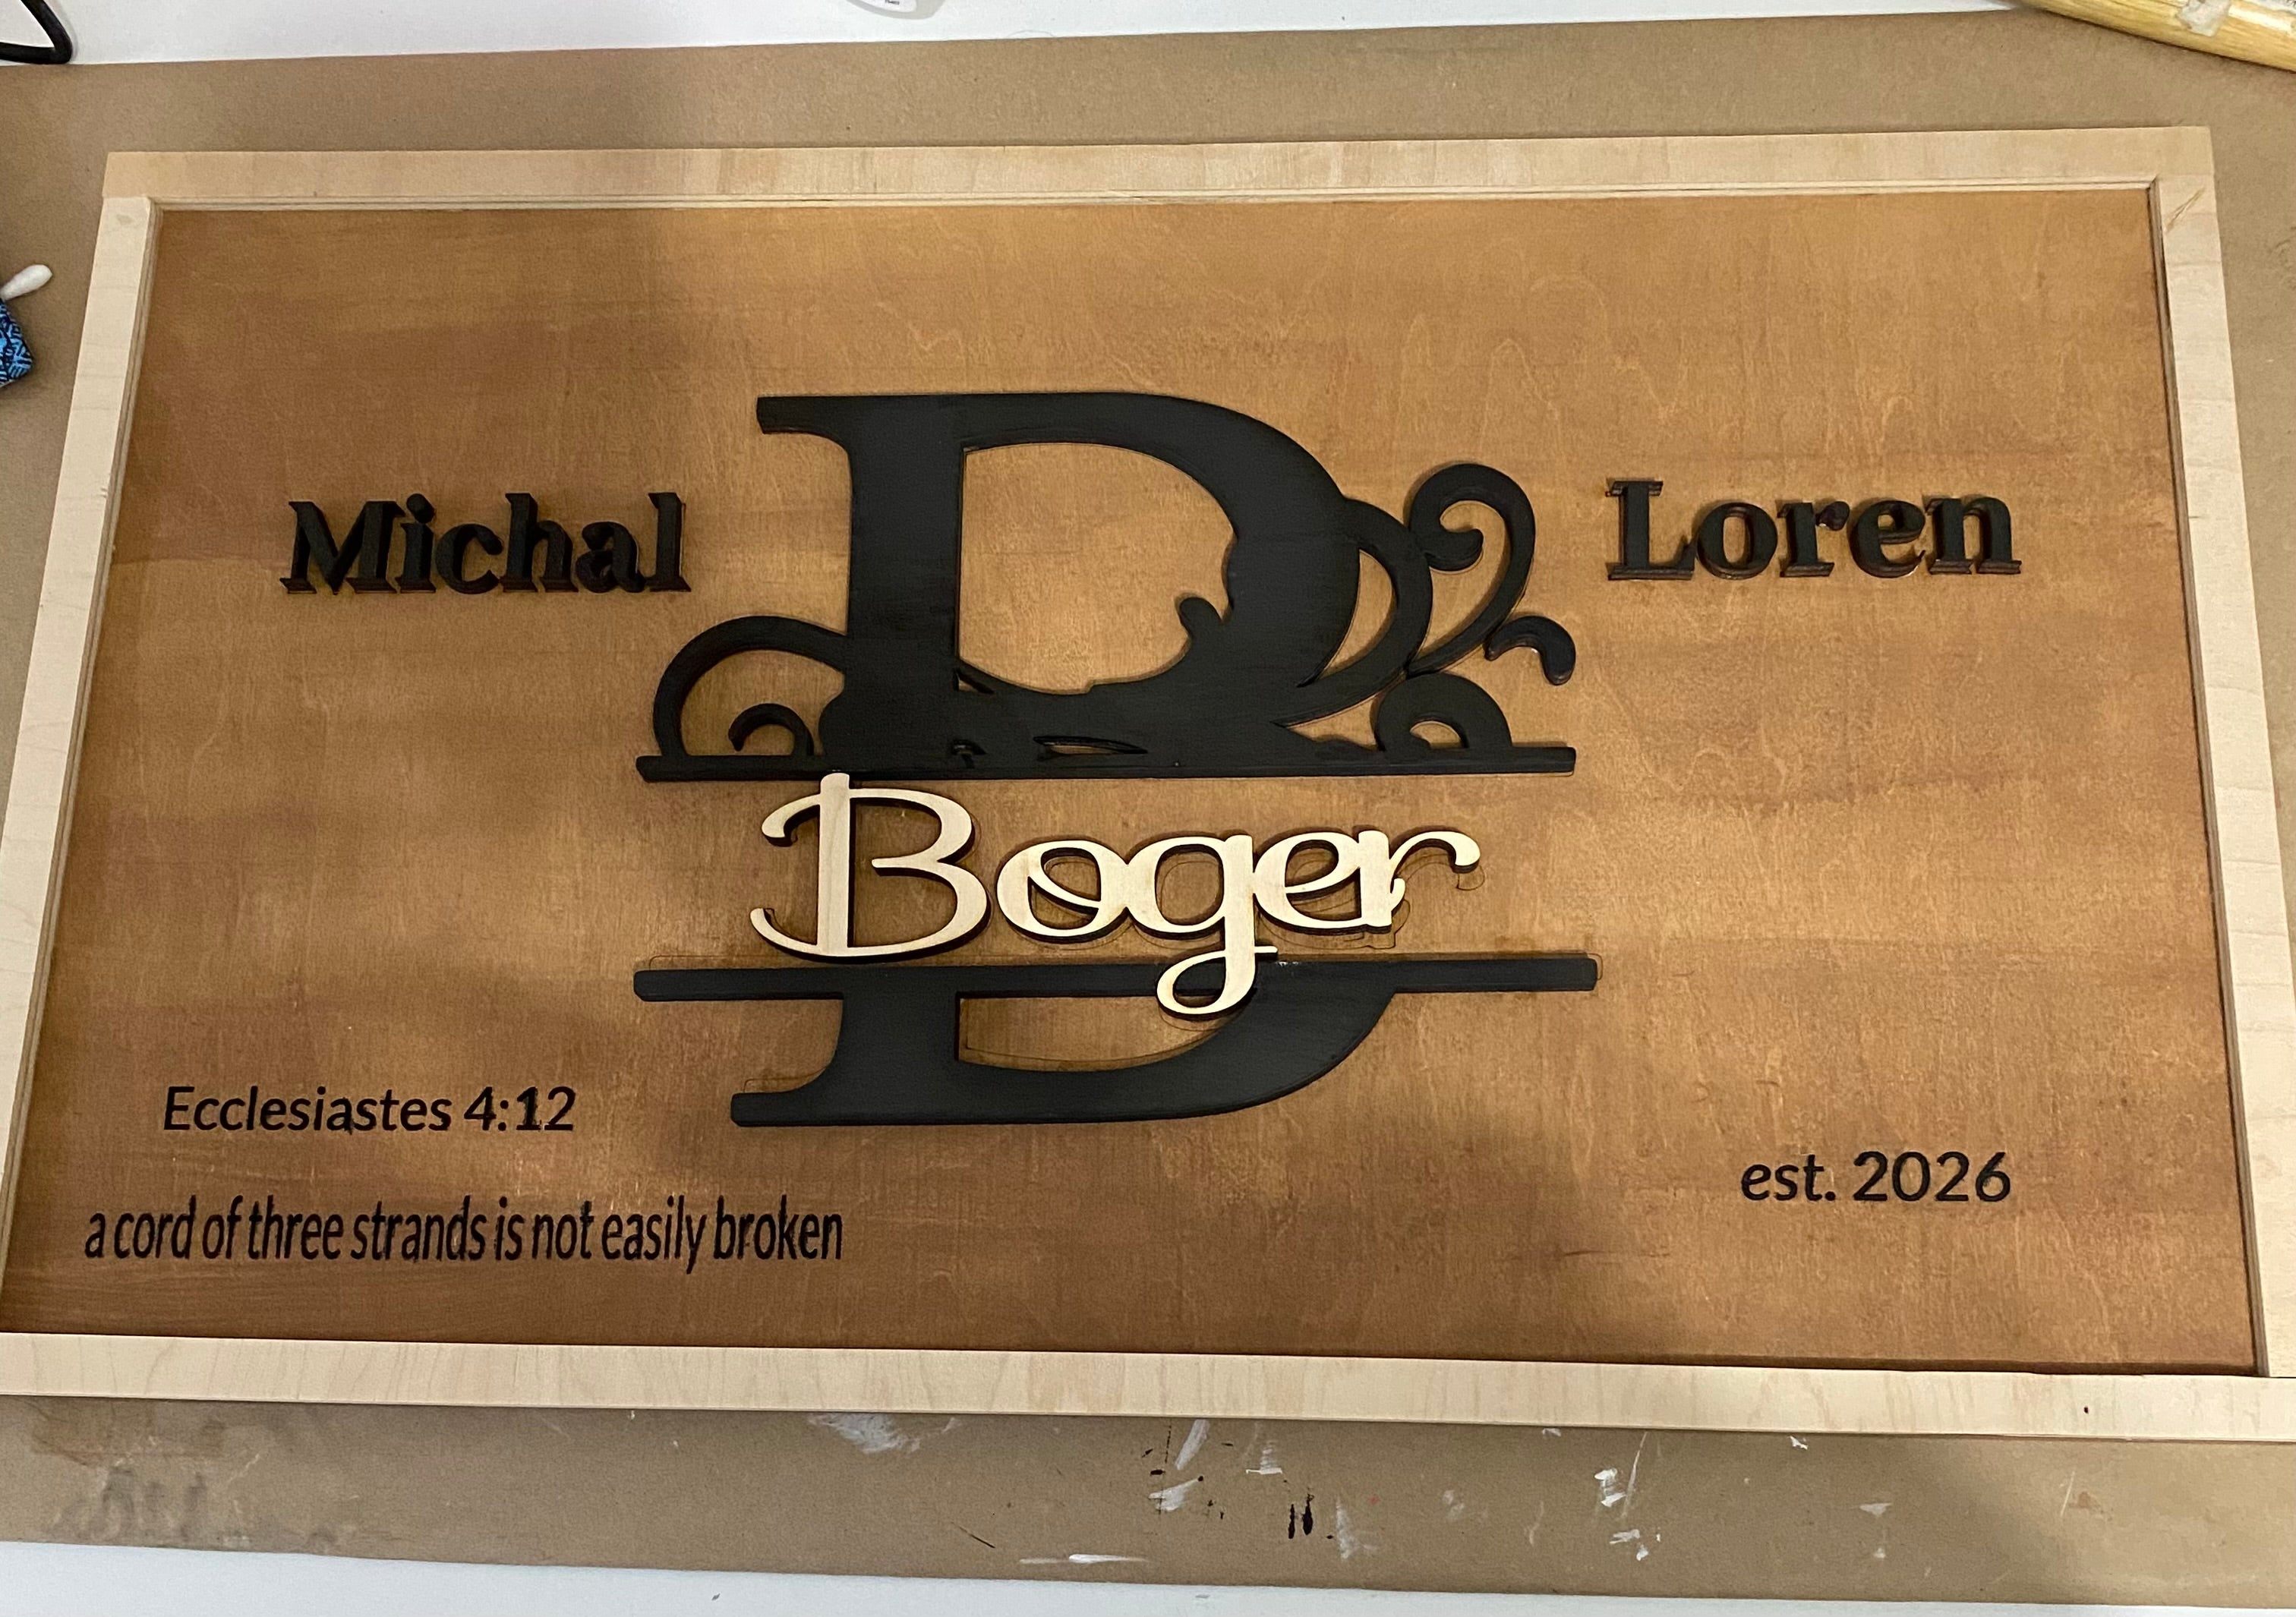 Michal Loren
Boger
Ecclesiastes 4:12
est. 2026
a cord of three strands is not easily broken